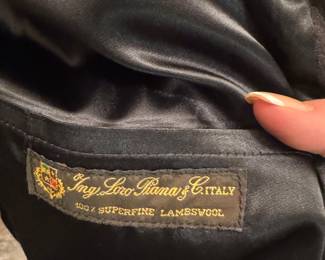 Ing. Loro Piana & C. ITALY
100% SUPERFINE LAMBSWOOL